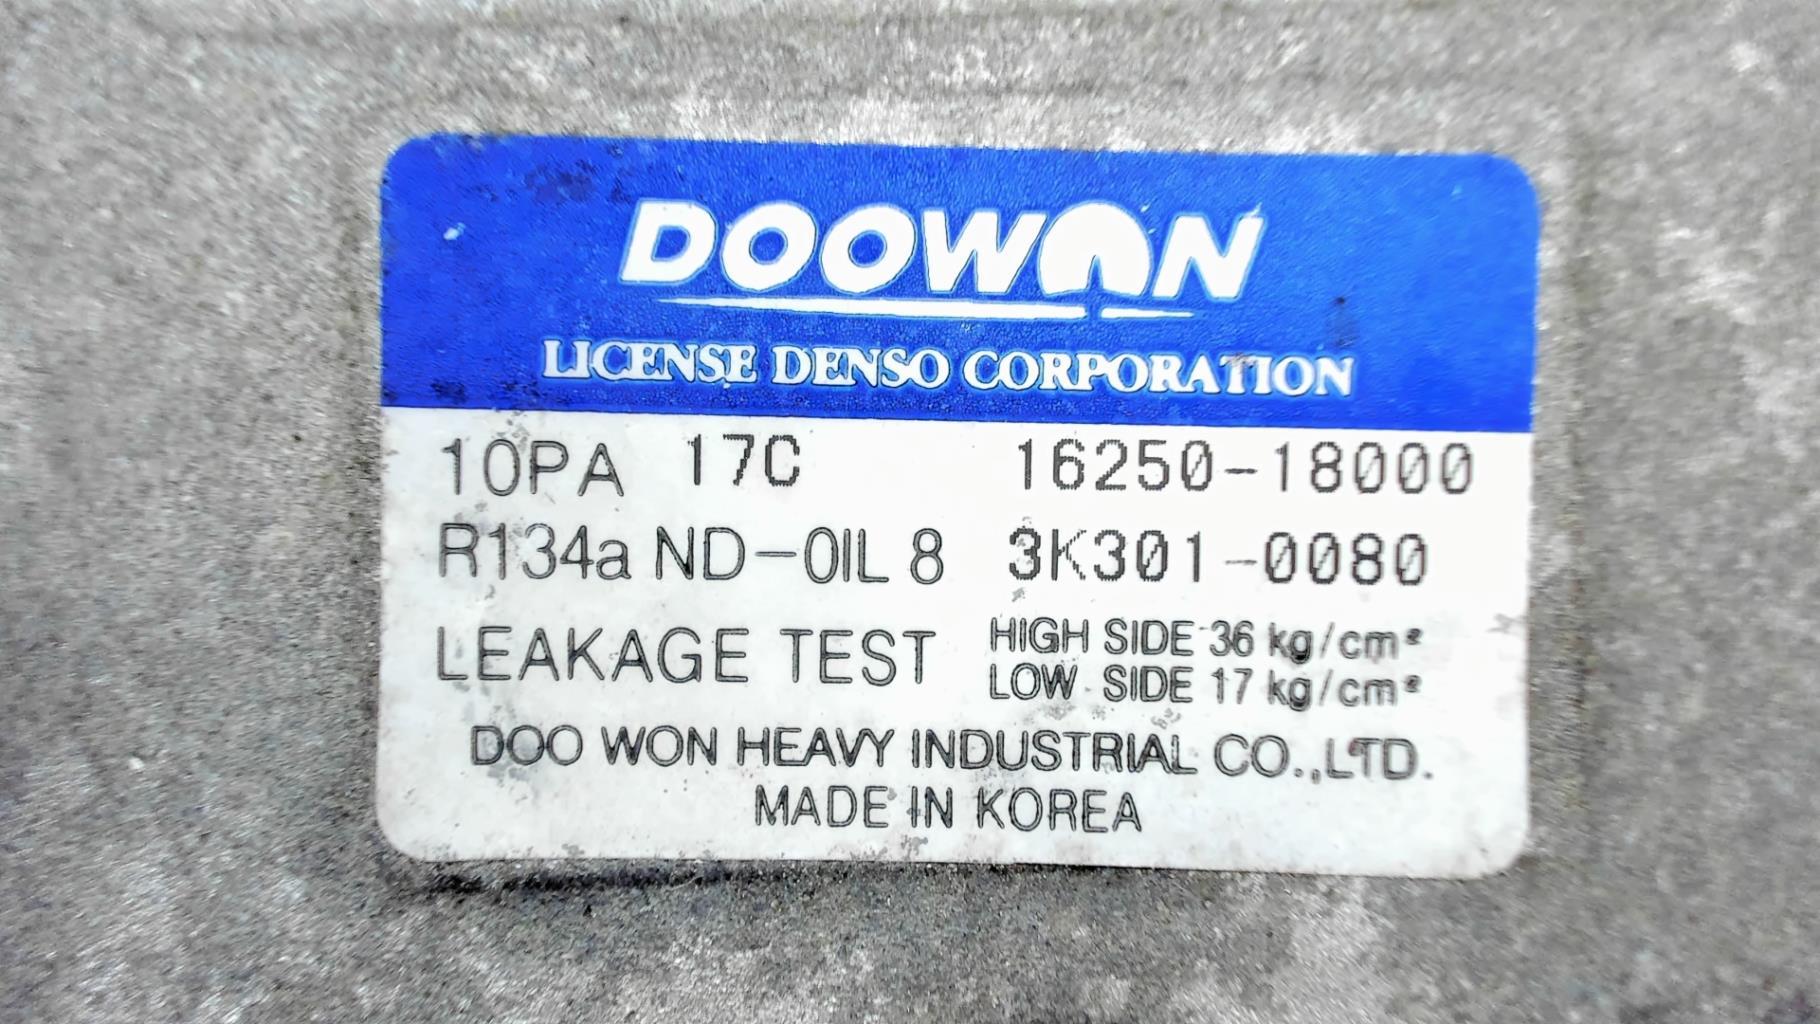 DOOWON
LICENSE DENSO CORPORATION
10PA 17C 16250-18000
R134a ND-OIL 8 3K301-0080
LEAKAGE TEST HIGH SIDE 36 kg/cm²
LOW SIDE 17 kg/cm²
DOO WON HEAVY INDUSTRIAL CO.,LTD.
MADE IN KOREA